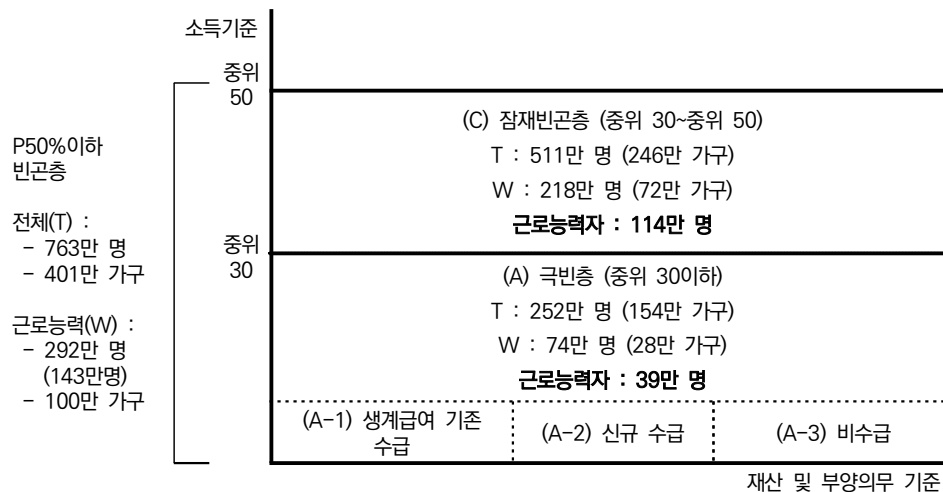 소득기준
중위
50
P50%이하
빈곤층
전체(T) :
- 763만 명
- 401만 가구
근로능력(W) :
- 292만 명
(143만명)
- 100만 가구
(C) 잠재빈곤층 (중위 30~중위 50)
T : 511만 명 (246만 가구)
W : 218만 명 (72만 가구)
근로능력자 : 114만 명
중위
30
(A) 극빈층 (중위 30이하)
T : 252만 명 (154만 가구)
W : 74만 명 (28만 가구)
근로능력자 : 39만 명
(A-1) 생계급여 기존
수급
(A-2) 신규 수급
(A-3) 비수급
재산 및 부양의무 기준